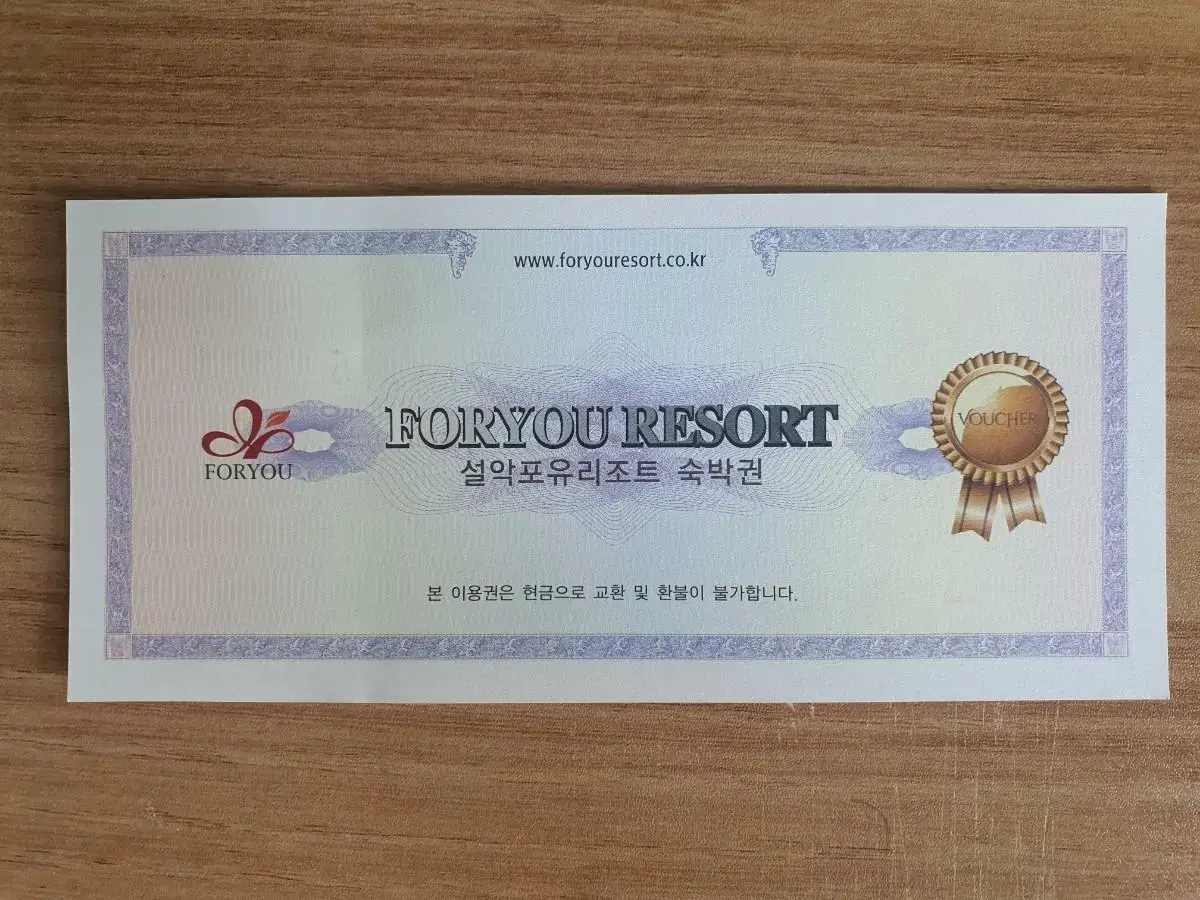 www.foryouresort.co.kr
FORYOU RESORT
설악포유리조트 숙박권
FORYOU
VOUCHER
본 이용권은 현금으로 교환 및 환불이 불가합니다.